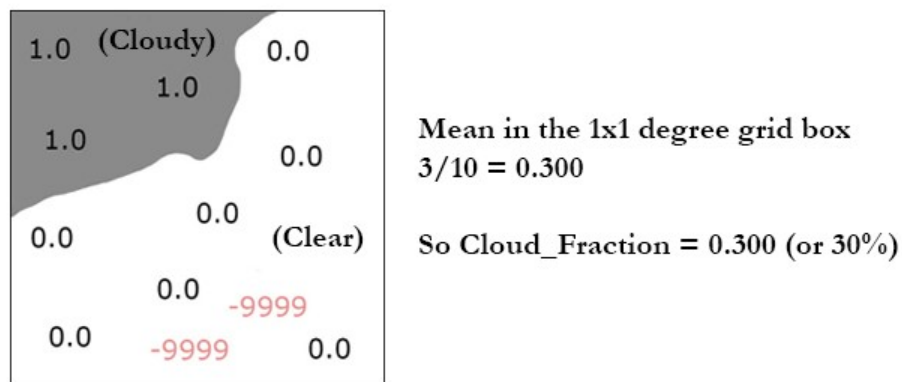 1.0 (Cloudy) 0.0
1.0
1.0
0.0
0.0
0.0 (Clear)
0.0
-9999
0.0 -9999 0.0
Mean in the 1x1 degree grid box
3/10 = 0.300
So Cloud_Fraction = 0.300 (or 30%)